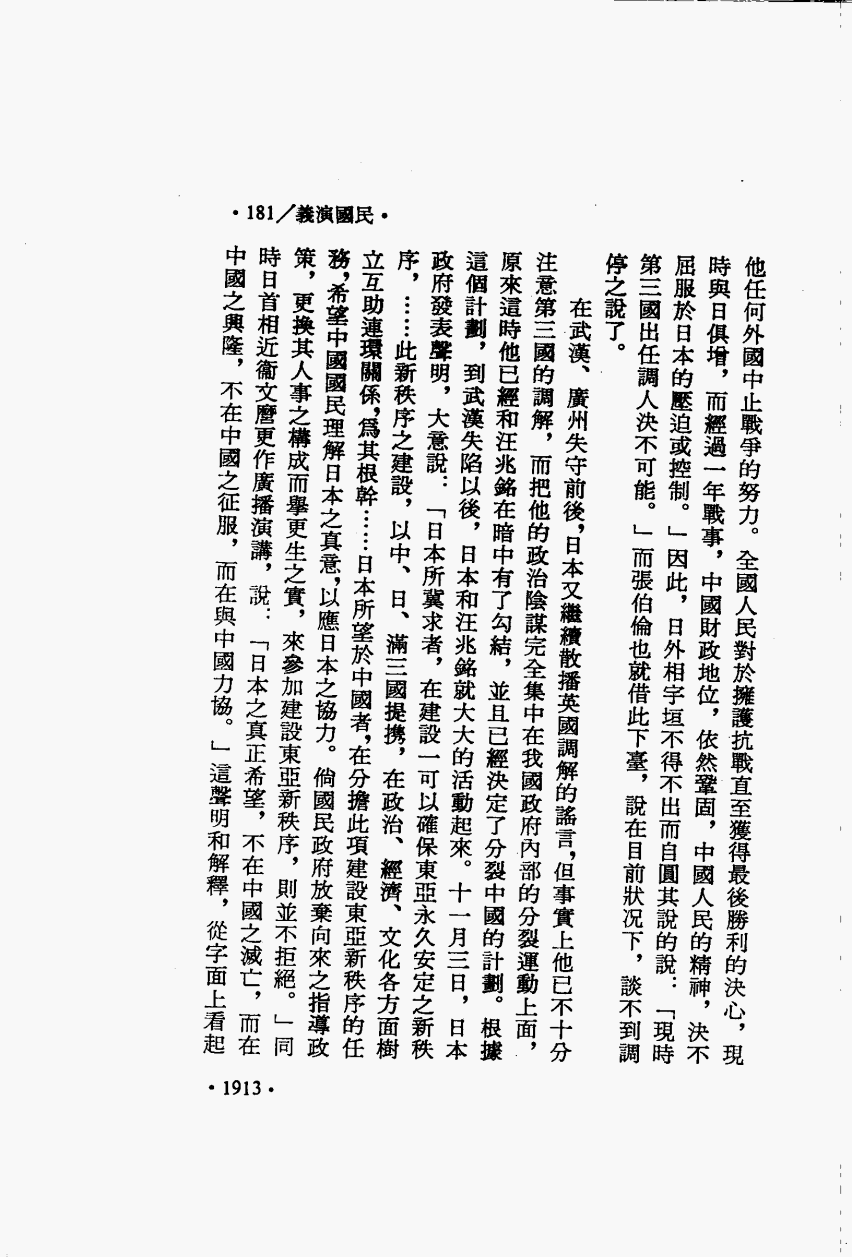 •181／義演國民•
他任何外國中止戰爭的努力。全國人民對於擁護抗戰直至獲得最後勝利的決心，現
時與日俱增，而經過一年戰事，中國財政地位，依然鞏固，中國人民的精神，決不
屈服於日本的壓迫或控制。」因此，日外相宇垣不得不出而自圓其說的說：「現時
第三國出任調人決不可能。」而張伯倫也就借此下臺，說在目前狀況下，談不到調
停之說了。
在武漢、廣州失守前後，日本又繼續散播英國調解的謠言，但事實上他已不十分
注意第三國的調解，而把他的政治陰謀完全集中在我國政府內部的分裂運動上面，
原來這時他已經和汪兆銘在暗中有了勾結，並且已經決定了分裂中國的計劃。根據
這個計劃，到武漢失陷以後，日本和汪兆銘就大大的活動起來。十一月三日，日本
政府發表聲明，大意說：「日本所冀求者，在建設一可以確保東亞永久安定之新秩
序，……此新秩序之建設，以中、日、滿三國提携，在政治、經濟、文化各方面樹
立互助連環關係，爲其根幹……日本所望於中國者，在分擔此項建設東亞新秩序的任
務，希望中國國民理解日本之真意，以應日本之協力。倘國民政府放棄向來之指導政
策，更換其人事之構成而舉更生之實，來參加建設東亞新秩序，則並不拒絕。」同
時日首相近衞文麿更作廣播演講，說：「日本之真正希望，不在中國之滅亡，而在
中國之興隆，不在中國之征服，而在與中國力協。」這聲明和解釋，從字面上看起
•1913•